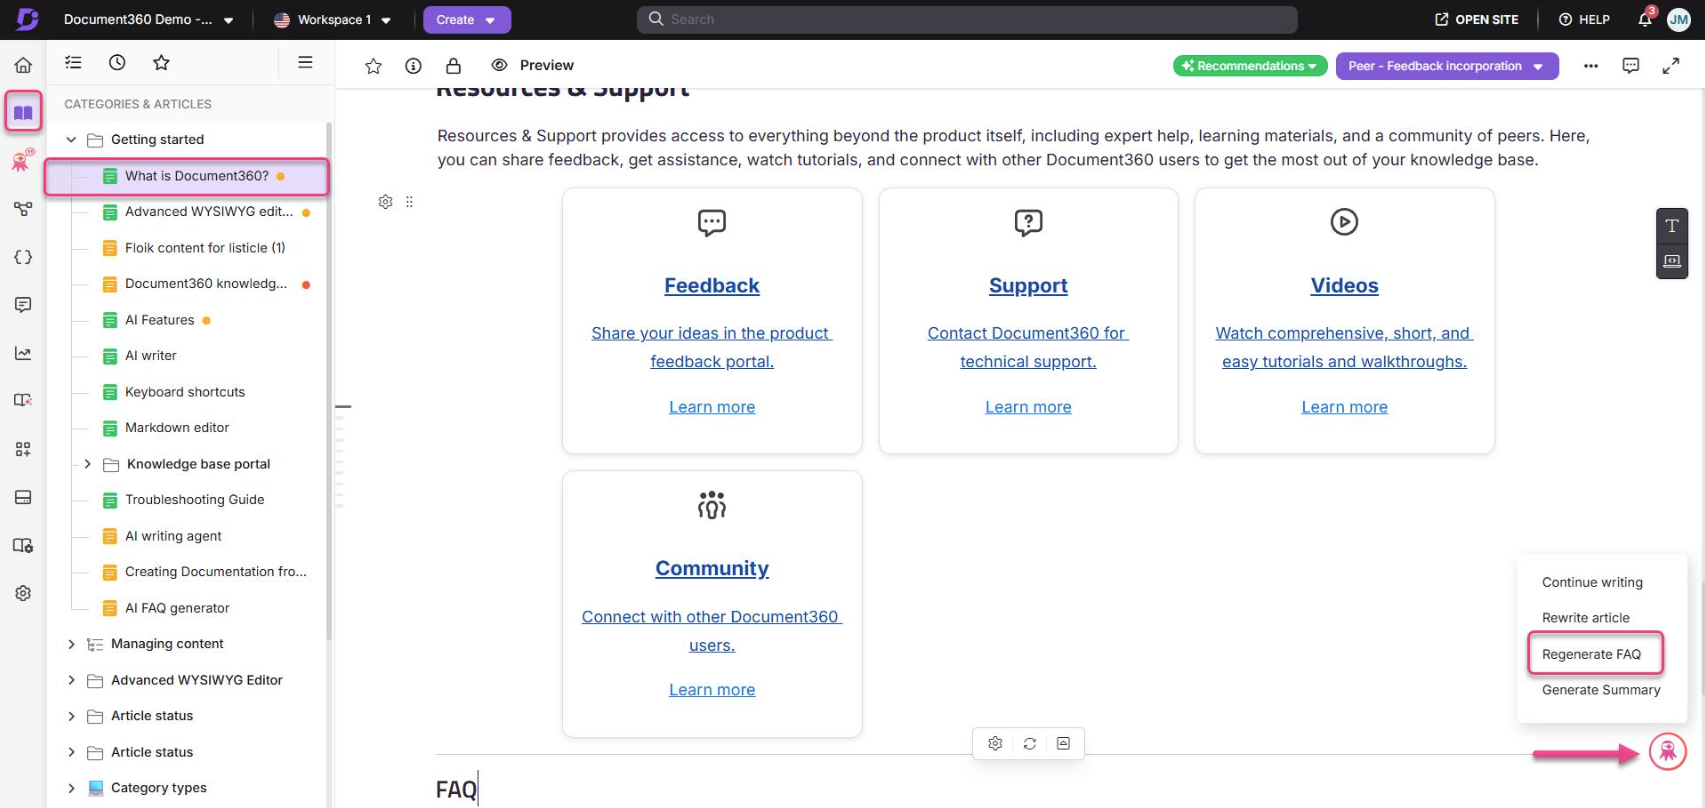 Document360 Demo -...
Workspace 1
Create
Search
OPEN SITE
HELP
3
JM
Preview
Recommendations
Peer - Feedback incorporation
CATEGORIES & ARTICLES
Getting started
What is Document360?
Advanced WYSIWYG edit...
Floik content for listicle (1)
Document360 knowledg...
AI Features
AI writer
Keyboard shortcuts
Markdown editor
Knowledge base portal
Troubleshooting Guide
AI writing agent
Creating Documentation fro...
AI FAQ generator
Managing content
Advanced WYSIWYG Editor
Article status
Article status
Category types
Resources & Support
Resources & Support provides access to everything beyond the product itself, including expert help, learning materials, and a community of peers. Here,
you can share feedback, get assistance, watch tutorials, and connect with other Document360 users to get the most out of your knowledge base.
Feedback
Share your ideas in the product
feedback portal.
Learn more
Support
Contact Document360 for
technical support.
Learn more
Videos
Watch comprehensive, short, and
easy tutorials and walkthroughs.
Learn more
Community
Connect with other Document360
users.
Learn more
T
Continue writing
Rewrite article
Regenerate FAQ
Generate Summary
FAQ